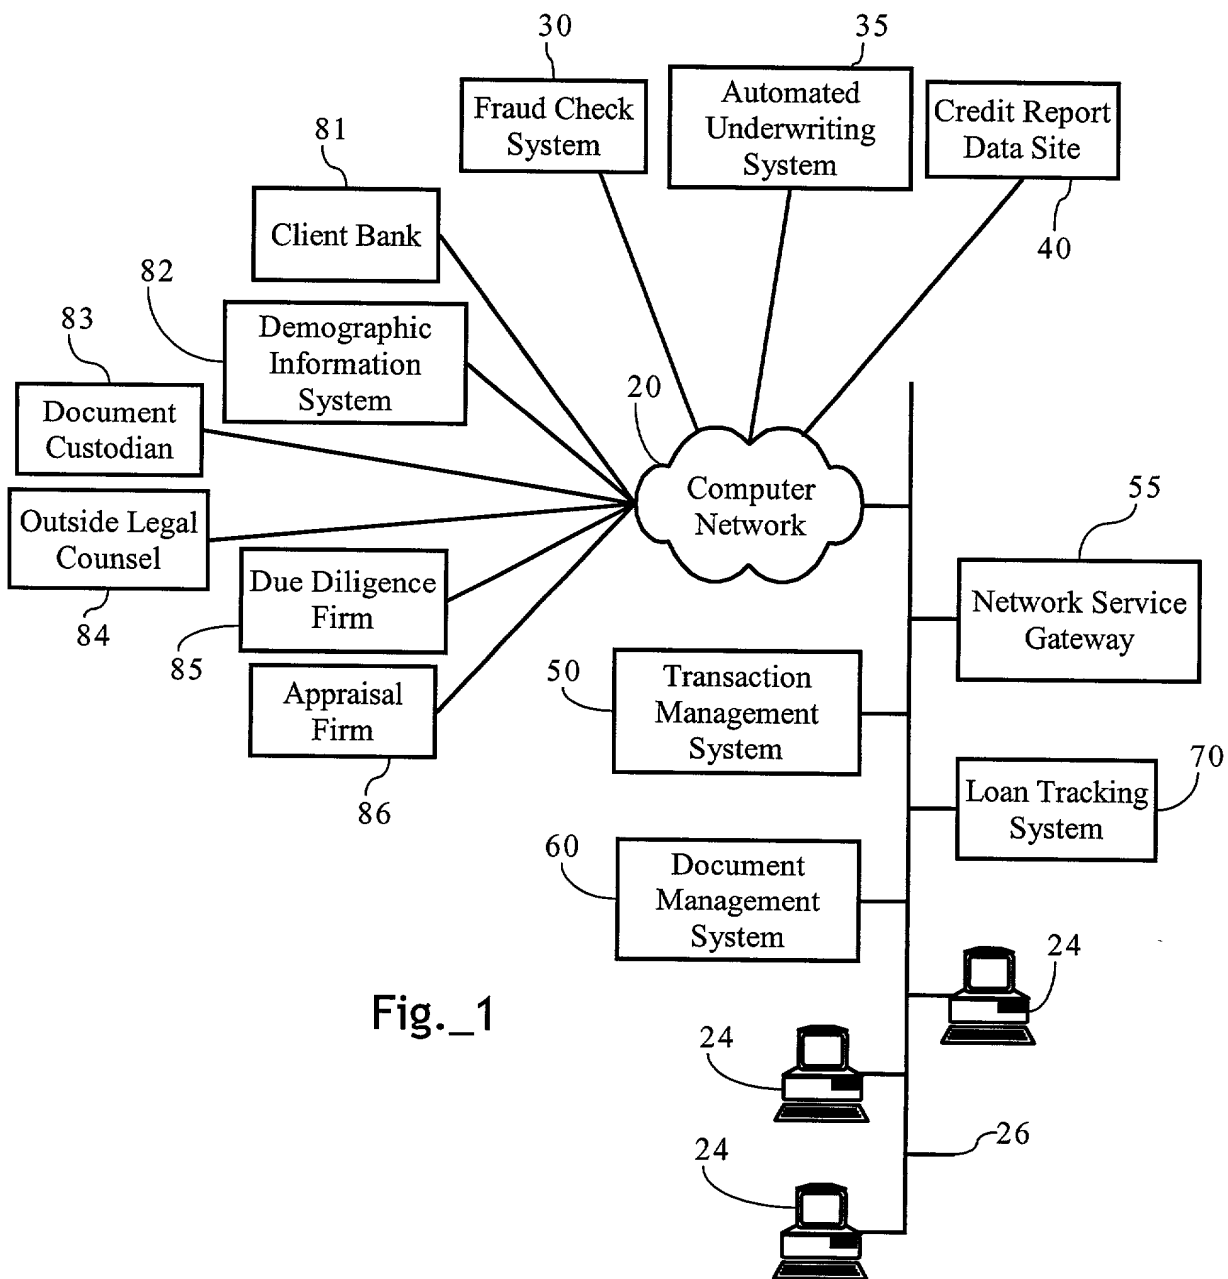 30
35
Fraud Check
System
Automated
Underwriting
System
Credit Report
Data Site
40
81
Client Bank
82
Demographic
Information
System
83
Document
Custodian
20
Computer
Network
Outside Legal
Counsel
84
55
Network Service
Gateway
Due Diligence
Firm
85
50
Transaction
Management
System
Appraisal
Firm
86
70
Loan Tracking
System
60
Document
Management
System
24
Fig._1
24
26
24